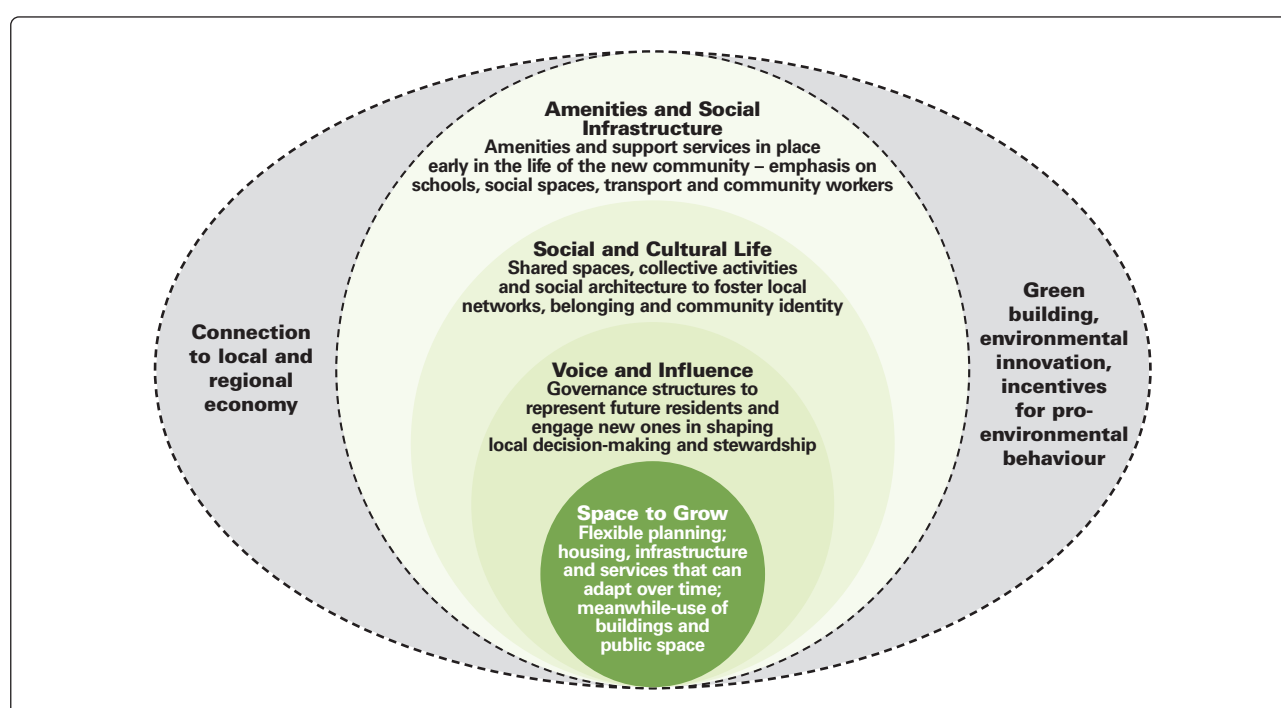 Amenities and Social
Infrastructure
Amenities and support services in place
early in the life of the new community – emphasis on
schools, social spaces, transport and community workers
Social and Cultural Life
Shared spaces, collective activities
and social architecture to foster local
networks, belonging and community identity
Connection
to local and
regional
economy
Voice and Influence
Governance structures to
represent future residents and
engage new ones in shaping
local decision-making and stewardship
Green
building,
environmental
innovation,
incentives
for pro-
environmental
behaviour
Space to Grow
Flexible planning;
housing, infrastructure
and services that can
adapt over time;
meanwhile-use of
buildings and
public space